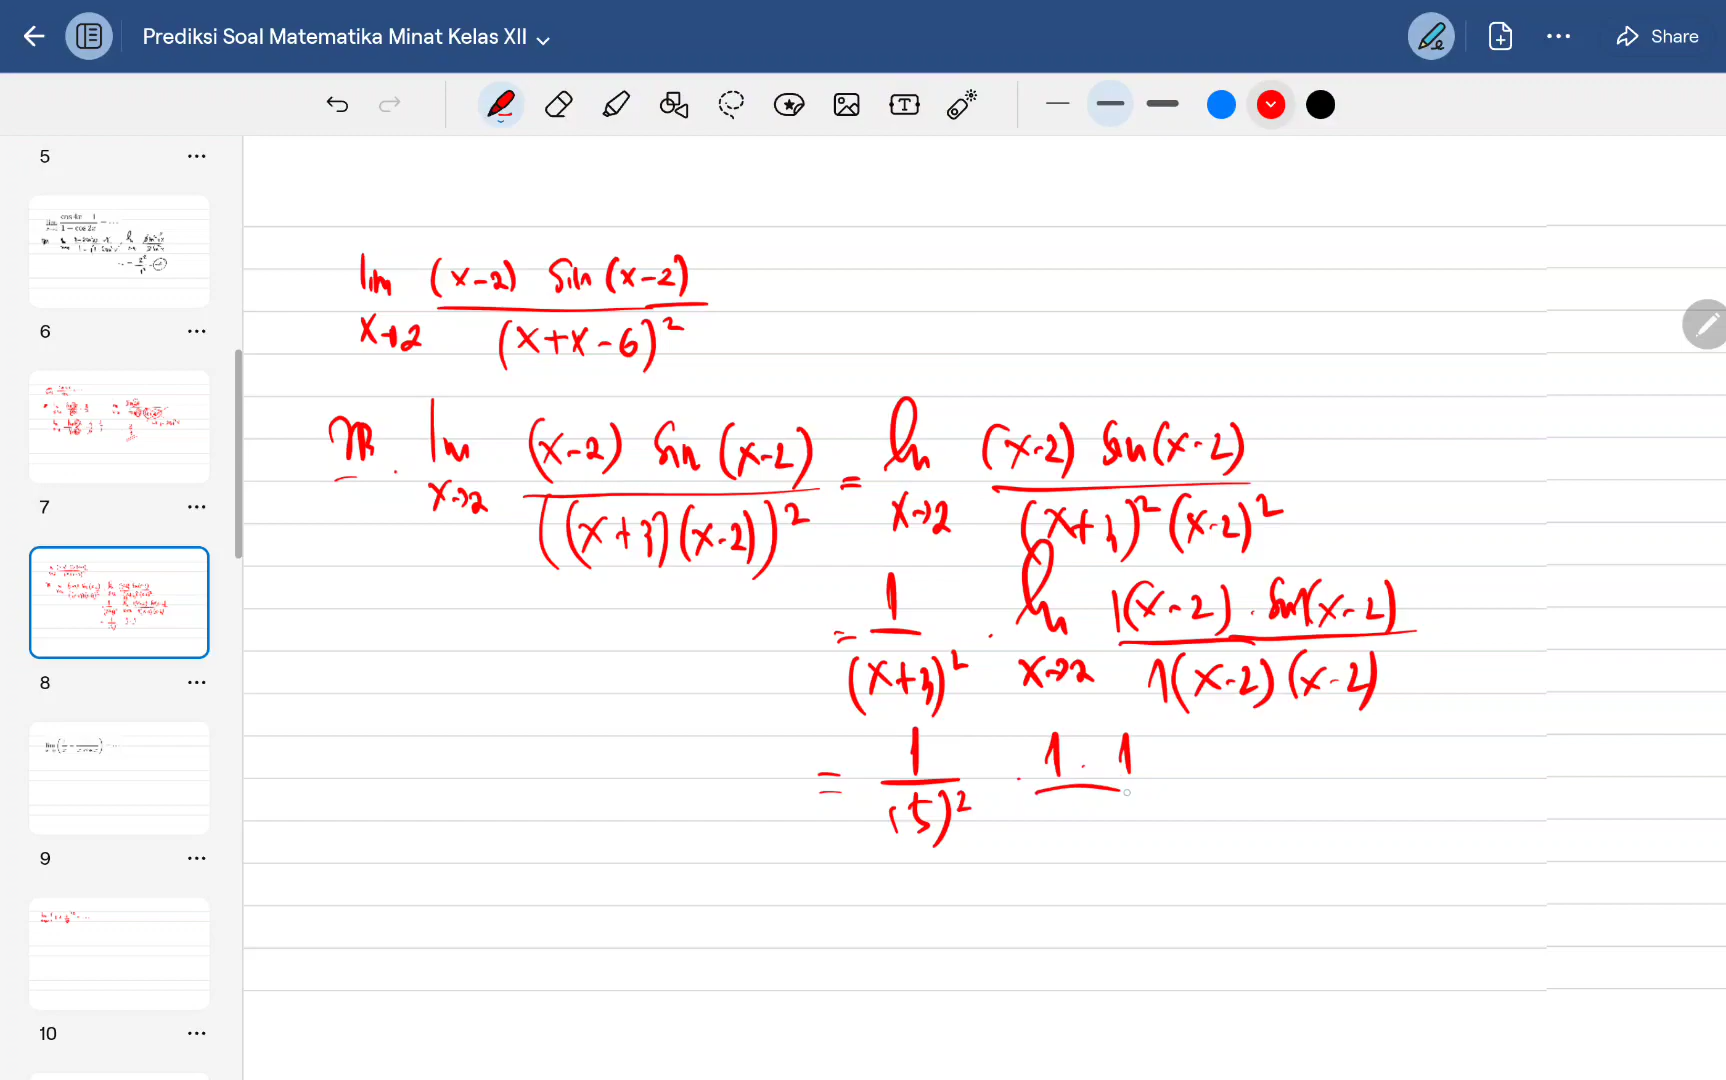 Prediksi Soal Matematika Minat Kelas XII
Share
5
6
7
8
9
10
lim x→2 (x-2) sin(x-2) / (x+x-6)²
lim x→2 (x-2) sin(x-2) / ((x+3)(x-2))² = lim x→2 (x-2) sin(x-2) / (x+3)² (x-2)²
= 1 / (x+3)² · lim x→2 1(x-2) · sin1(x-2) / 1(x-2)(x-2)
= 1 / (5)² · 1 · 1